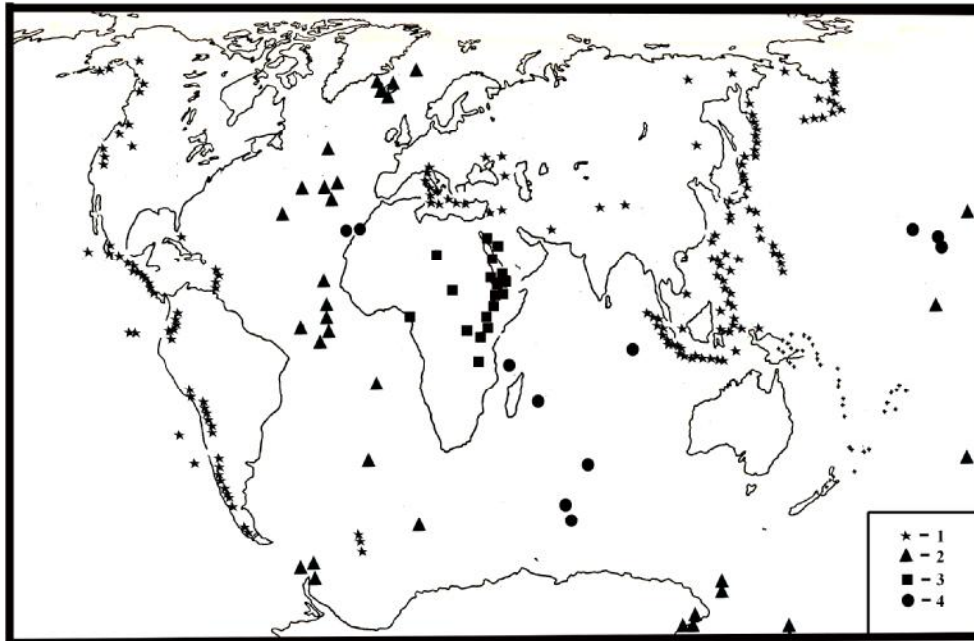 ★ – 1
▲ – 2
■ – 3
● – 4